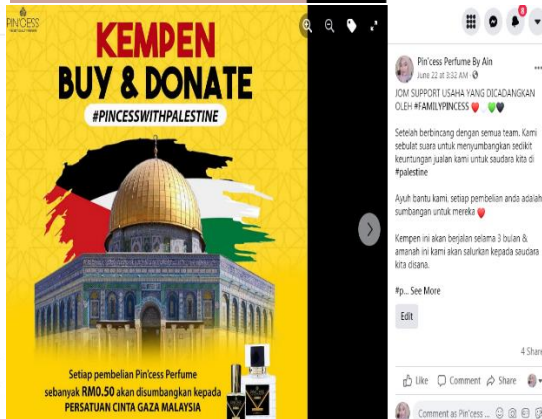 PIN'CESS
KEMPEN
BUY & DONATE
#PINCESSWITHPALESTINE
Setiap pembelian Pin'cess Perfume
sebanyak RM0.50 akan disumbangkan kepada
PERSATUAN CINTA GAZA MALAYSIA
8
Pin'cess Perfume By Ain
June 22 at 3:32 AM
JOM SUPPORT USAHA YANG DICADANGKAN
OLEH #FAMILYPINCESS ❤️ 🤍💚🖤
Setelah berbincang dengan semua team. Kami
sebulat suara untuk menyumbangkan sedikit
keuntungan jualan kami untuk saudara kita di
#palestine
Ayuh bantu kami, setiap pembelian anda adalah
sumbangan untuk mereka ❤️
Kempen ini akan berjalan selama 3 bulan &
amanah ini kami akan salurkan kepada saudara
kita disana.
#p... See More
Edit
4 Share
Like Comment Share
Comment as Pin'cess ...